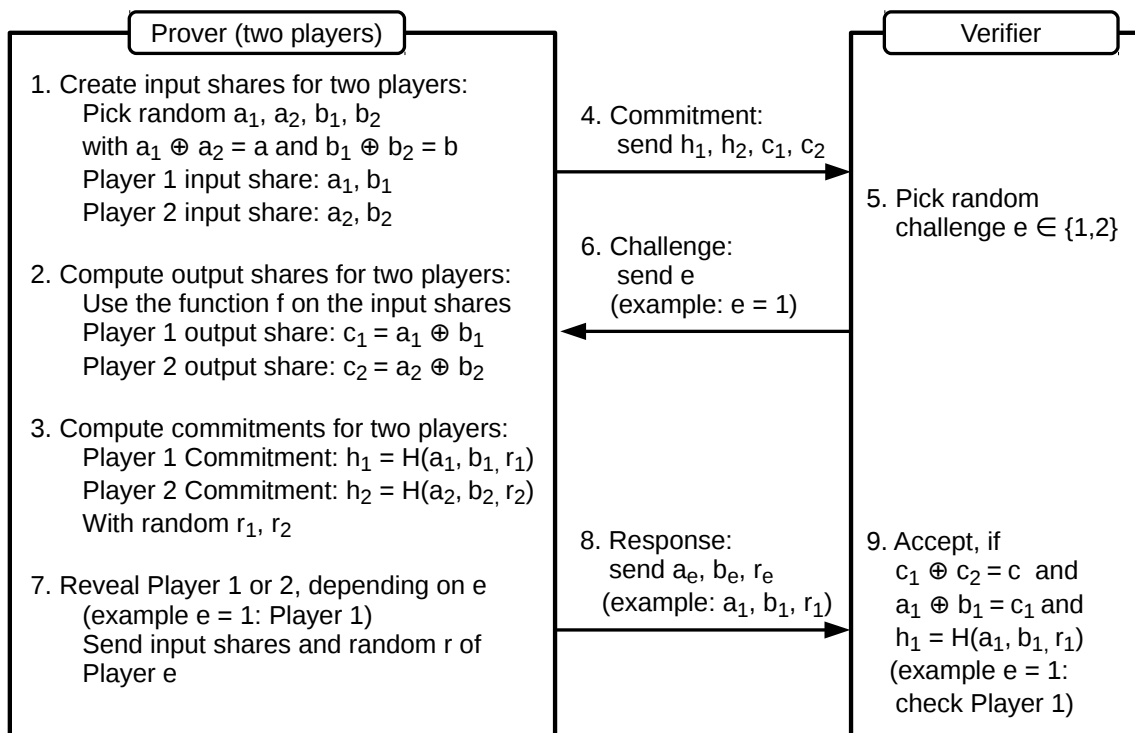 Prover (two players)
1. Create input shares for two players:
Pick random a₁, a₂, b₁, b₂
with a₁ ⊕ a₂ = a and b₁ ⊕ b₂ = b
Player 1 input share: a₁, b₁
Player 2 input share: a₂, b₂
2. Compute output shares for two players:
Use the function f on the input shares
Player 1 output share: c₁ = a₁ ⊕ b₁
Player 2 output share: c₂ = a₂ ⊕ b₂
3. Compute commitments for two players:
Player 1 Commitment: h₁ = H(a₁, b₁, r₁)
Player 2 Commitment: h₂ = H(a₂, b₂, r₂)
With random r₁, r₂
7. Reveal Player 1 or 2, depending on e
(example e = 1: Player 1)
Send input shares and random r of
Player e
4. Commitment:
send h₁, h₂, c₁, c₂
6. Challenge:
send e
(example: e = 1)
8. Response:
send aₑ, bₑ, rₑ
(example: a₁, b₁, r₁)
Verifier
5. Pick random
challenge e ∈ {1,2}
9. Accept, if
c₁ ⊕ c₂ = c and
a₁ ⊕ b₁ = c₁ and
h₁ = H(a₁, b₁, r₁)
(example e = 1:
check Player 1)